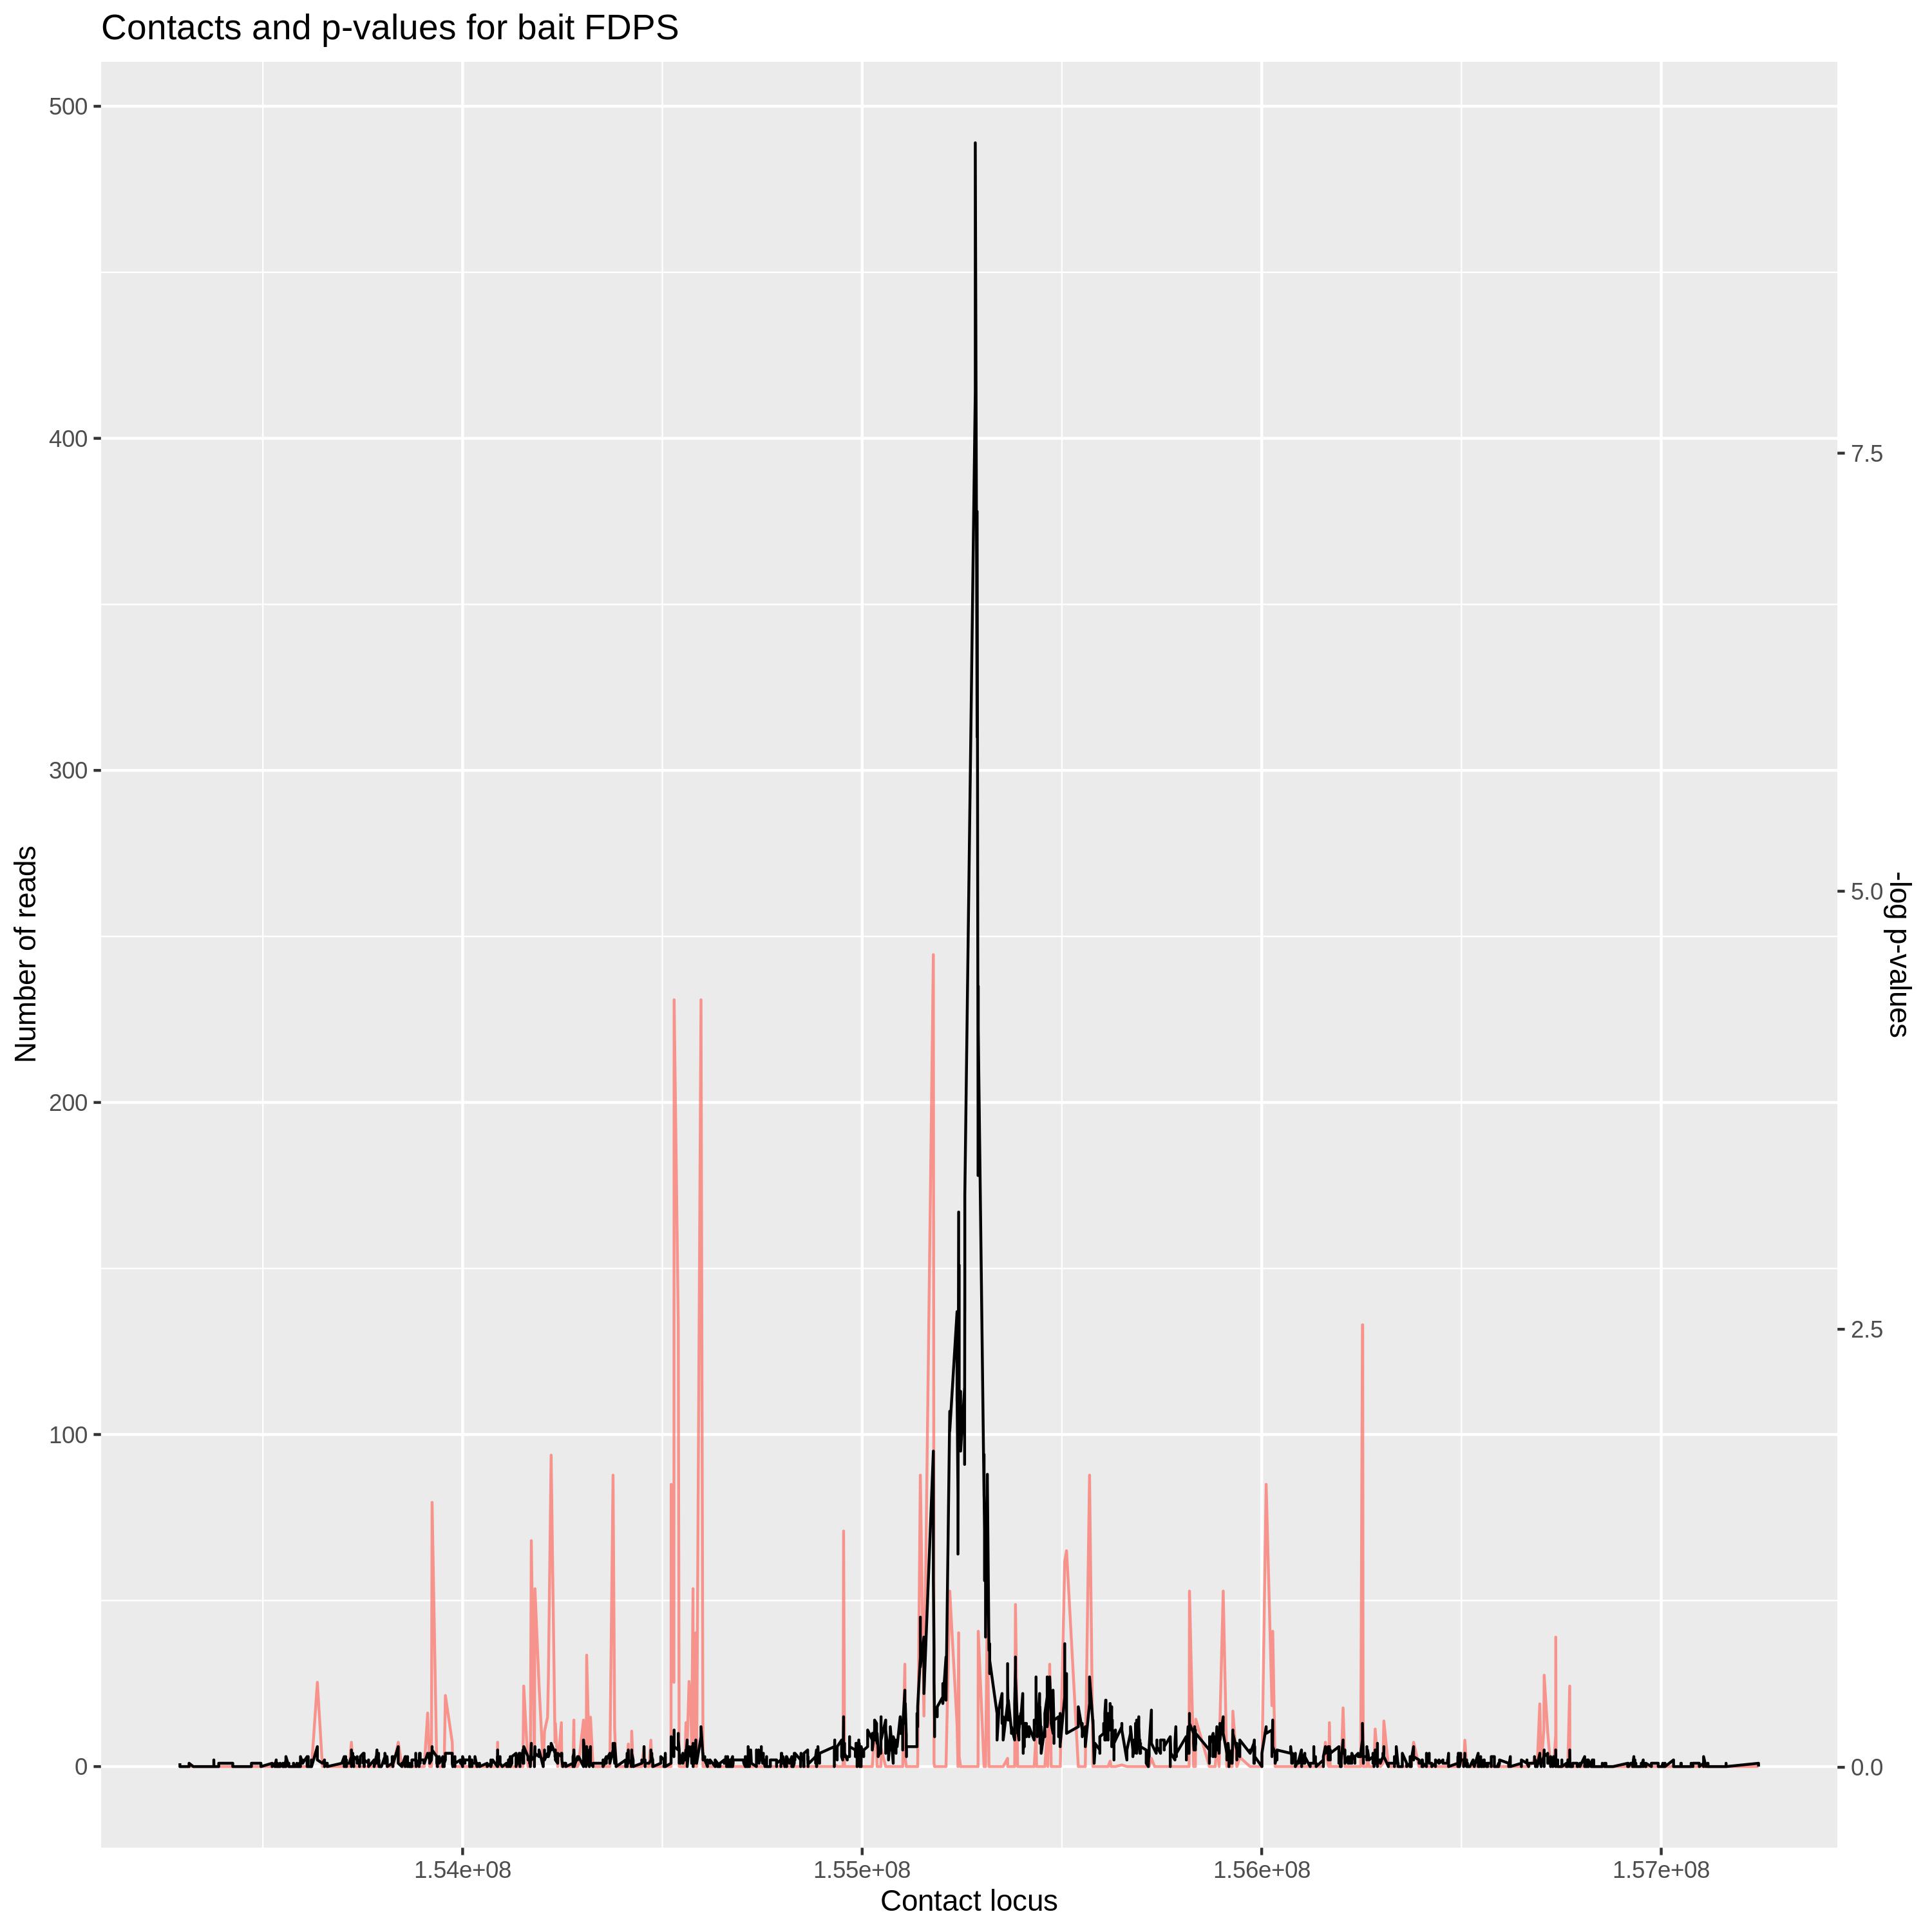 Contacts and p-values for bait FDPS
500
400
300
200
100
0
Number of reads
7.5
5.0
2.5
0.0
-log p-values
1.54e+08
1.55e+08
1.56e+08
1.57e+08
Contact locus